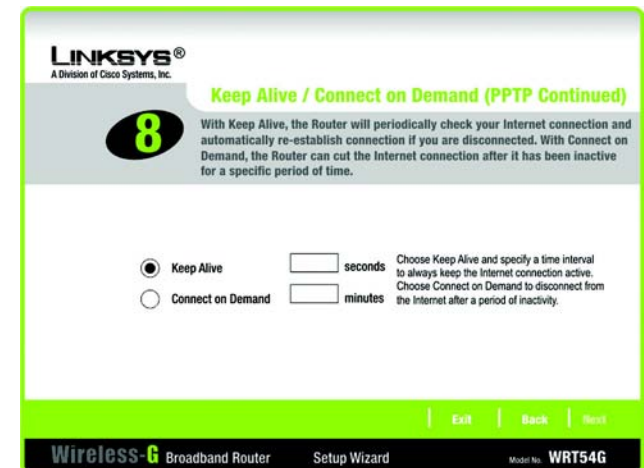 LINKSYS®
A Division of Cisco Systems, Inc.
Keep Alive / Connect on Demand (PPTP Continued)
8
With Keep Alive, the Router will periodically check your Internet connection and
automatically re-establish connection if you are disconnected. With Connect on
Demand, the Router can cut the Internet connection after it has been inactive
for a specific period of time.
Keep Alive seconds
Connect on Demand minutes
Choose Keep Alive and specify a time interval
to always keep the Internet connection active.
Choose Connect on Demand to disconnect from
the Internet after a period of inactivity.
Exit Back Next
Wireless-G Broadband Router Setup Wizard Model No. WRT54G